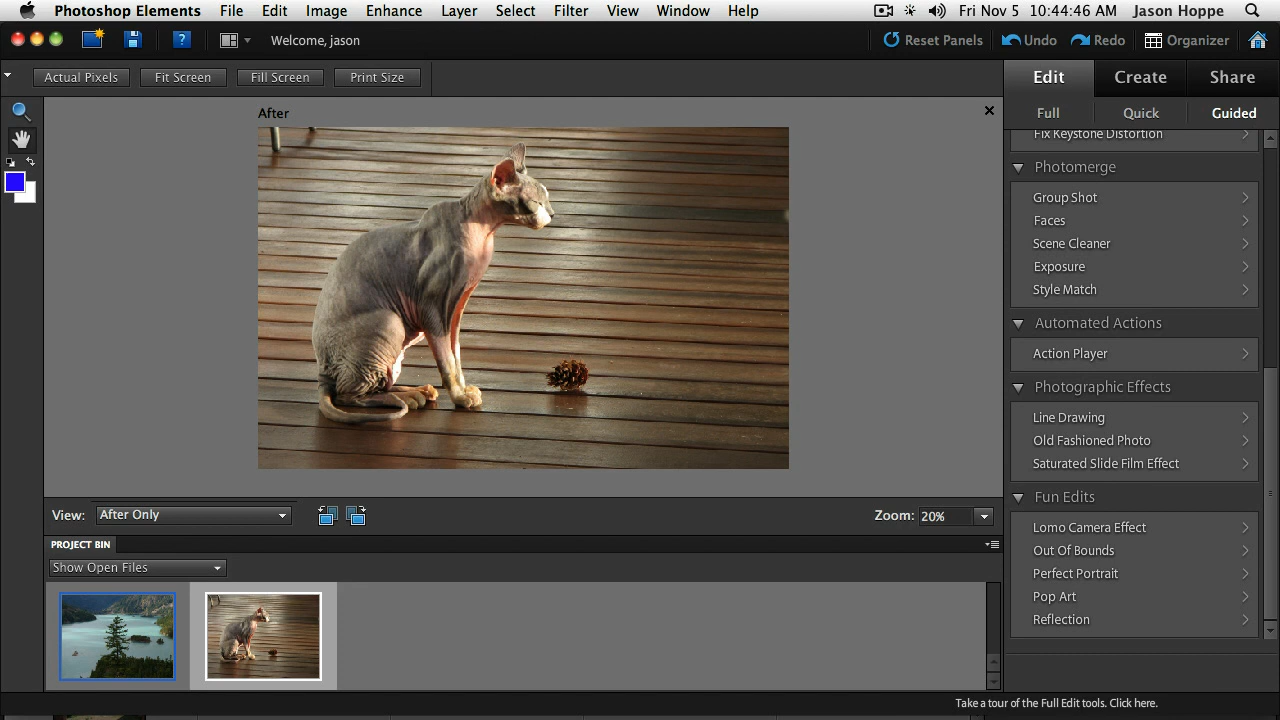 Photoshop Elements File Edit Image Enhance Layer Select Filter View Window Help Fri Nov 5 10:44:46 AM Jason Hoppe
Welcome, jason Reset Panels Undo Redo Organizer
Actual Pixels Fit Screen Fill Screen Print Size
Edit Create Share
After
Full Quick Guided
Fix Keystone Distortion
Photomerge
Group Shot
Faces
Scene Cleaner
Exposure
Style Match
Automated Actions
Action Player
Photographic Effects
Line Drawing
Old Fashioned Photo
Saturated Slide Film Effect
Fun Edits
Lomo Camera Effect
Out Of Bounds
Perfect Portrait
Pop Art
Reflection
View: After Only Zoom: 20%
PROJECT BIN
Show Open Files
Take a tour of the Full Edit tools. Click here.